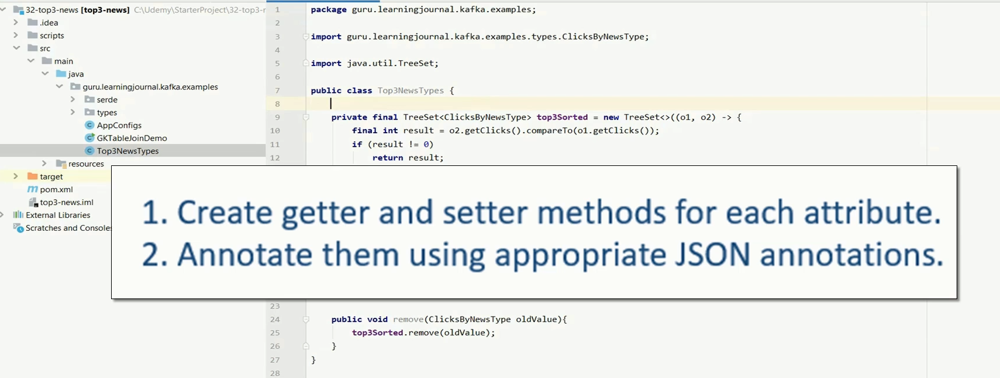 32-top3-news [top3-news] C:\Udemy\StarterProject\32-top3-r
.idea
scripts
src
main
java
guru.learningjournal.kafka.examples
serde
types
AppConfigs
GKTableJoinDemo
Top3NewsTypes
resources
target
pom.xml
top3-news.iml
External Libraries
Scratches and Consoles
1 package guru.learningjournal.kafka.examples;
2
3 import guru.learningjournal.kafka.examples.types.ClicksByNewsType;
4
5 import java.util.TreeSet;
6
7 public class Top3NewsTypes {
8
9 private final TreeSet<ClicksByNewsType> top3Sorted = new TreeSet<>((o1, o2) -> {
10 final int result = o2.getClicks().compareTo(o1.getClicks());
11 if (result != 0)
12 return result;
1. Create getter and setter methods for each attribute.
2. Annotate them using appropriate JSON annotations.
23
24 public void remove(ClicksByNewsType oldValue){
25 top3Sorted.remove(oldValue);
26 }
27 }
28